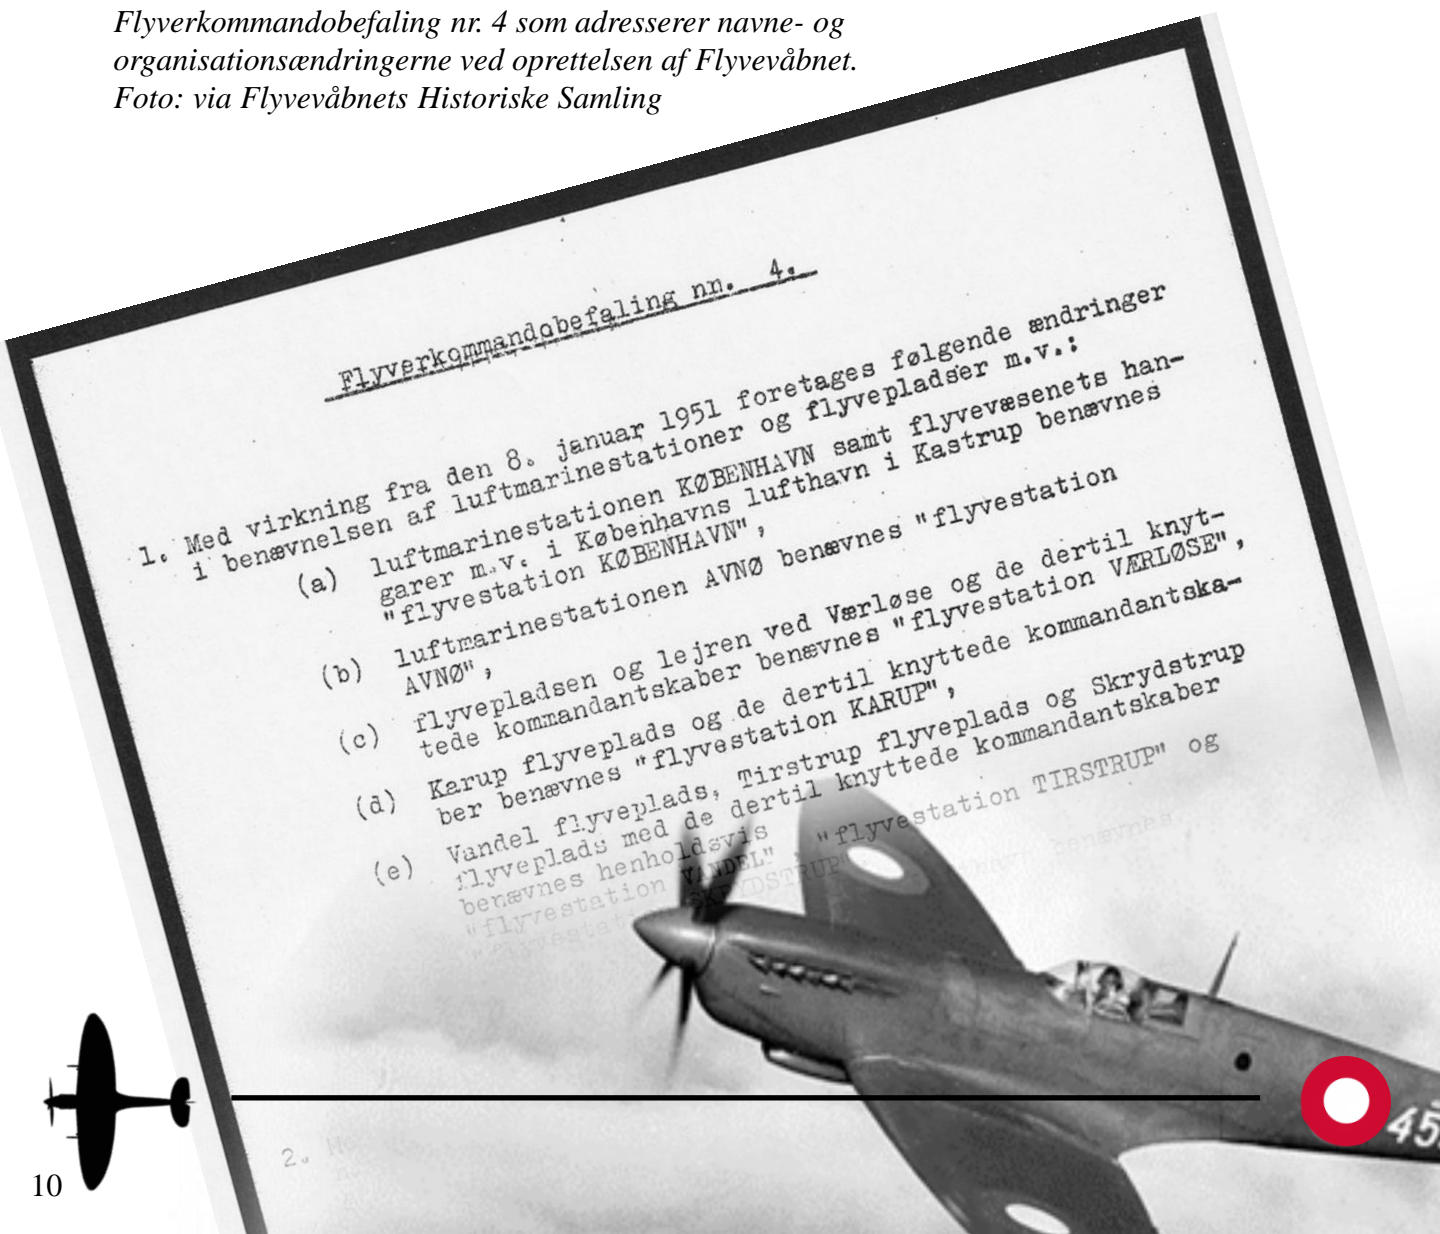 Flyverkommandobefaling nr. 4 som adresserer navne- og
organisationsændringerne ved oprettelsen af Flyvevåbnet.
Foto: via Flyvevåbnets Historiske Samling
Flyverkommandobefaling nr. 4.
1. Med virkning fra den 8. januar 1951 foretages følgende ændringer
i benævnelsen af luftmarinestationer og flyvepladser m.v.:
(a) luftmarinestationen KØBENHAVN samt flyvevæsenets han-
garer m.v. i Københavns lufthavn i Kastrup benævnes
"flyvestation KØBENHAVN",
(b) luftmarinestationen AVNØ benævnes "flyvestation
AVNØ",
(c) flyvepladsen og lejren ved Værløse og de dertil knyt-
tede kommandantskaber benævnes "flyvestation VÆRLØSE",
(d) Karup flyveplads og de dertil knyttede kommandantska-
ber benævnes "flyvestation KARUP",
(e) Vandel flyveplads, Tirstrup flyveplads og Skrydstrup
flyveplads med de dertil knyttede kommandantskaber
benævnes henholdsvis
"flyvestation VANDEL", "flyvestation TIRSTRUP" og
SKRYDSTRUP" benævnes
2.
45
10